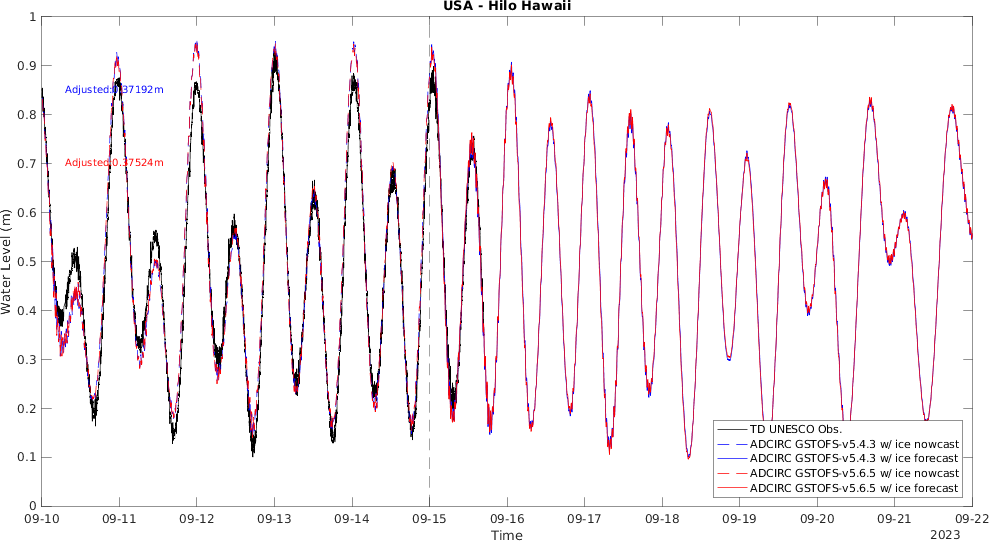 USA - Hilo Hawaii
1
0.9
0.8
0.7
0.6
0.5
0.4
0.3
0.2
0.1
0
Water Level (m)
Adjusted:0.37192m
Adjusted:0.37524m
TD UNESCO Obs.
ADCIRC GSTOFS-v5.4.3 w/ ice nowcast
ADCIRC GSTOFS-v5.4.3 w/ ice forecast
ADCIRC GSTOFS-v5.6.5 w/ ice nowcast
ADCIRC GSTOFS-v5.6.5 w/ ice forecast
09-10 09-11 09-12 09-13 09-14 09-15 09-16 09-17 09-18 09-19 09-20 09-21 09-22
Time 2023